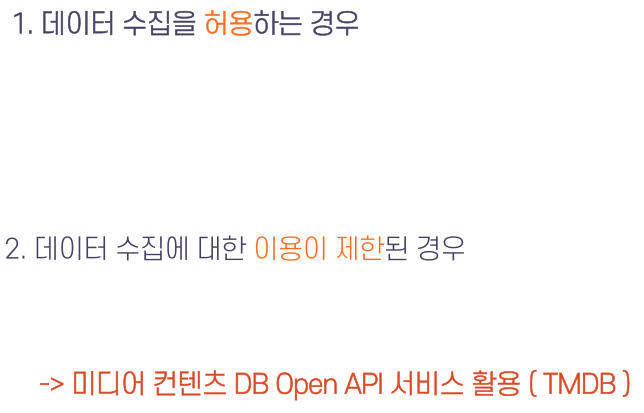 1. 데이터 수집을 허용하는 경우
2. 데이터 수집에 대한 이용이 제한된 경우
-> 미디어 컨텐츠 DB Open API 서비스 활용 ( TMDB )